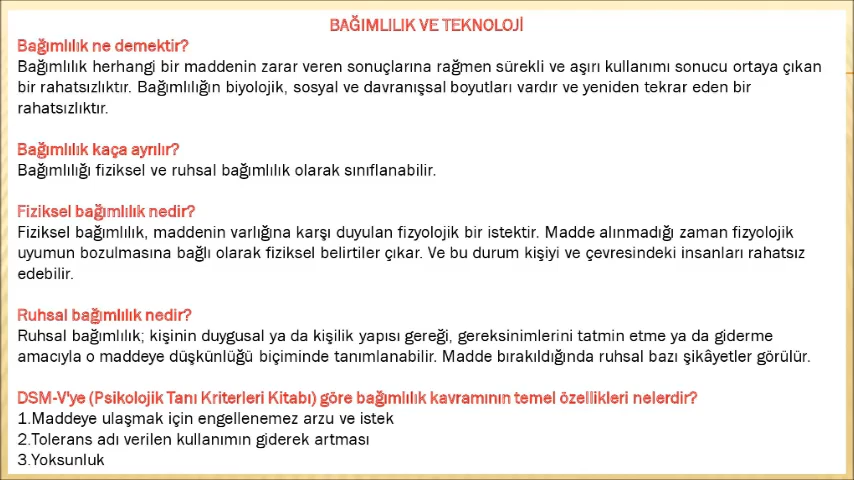 BAĞIMLILIK VE TEKNOLOJİ
Bağımlılık ne demektir?
Bağımlılık herhangi bir maddenin zarar veren sonuçlarına rağmen sürekli ve aşırı kullanımı sonucu ortaya çıkan
bir rahatsızlıktır. Bağımlılığın biyolojik, sosyal ve davranışsal boyutları vardır ve yeniden tekrar eden bir
rahatsızlıktır.
Bağımlılık kaça ayrılır?
Bağımlılığı fiziksel ve ruhsal bağımlılık olarak sınıflanabilir.
Fiziksel bağımlılık nedir?
Fiziksel bağımlılık, maddenin varlığına karşı duyulan fizyolojik bir istektir. Madde alınmadığı zaman fizyolojik
uyumun bozulmasına bağlı olarak fiziksel belirtiler çıkar. Ve bu durum kişiyi ve çevresindeki insanları rahatsız
edebilir.
Ruhsal bağımlılık nedir?
Ruhsal bağımlılık; kişinin duygusal ya da kişilik yapısı gereği, gereksinimlerini tatmin etme ya da giderme
amacıyla o maddeye düşkünlüğü biçiminde tanımlanabilir. Madde bırakıldığında ruhsal bazı şikâyetler görülür.
DSM-V'ye (Psikolojik Tanı Kriterleri Kitabı) göre bağımlılık kavramının temel özellikleri nelerdir?
1.Maddeye ulaşmak için engellenemez arzu ve istek
2.Tolerans adı verilen kullanımın giderek artması
3.Yoksunluk